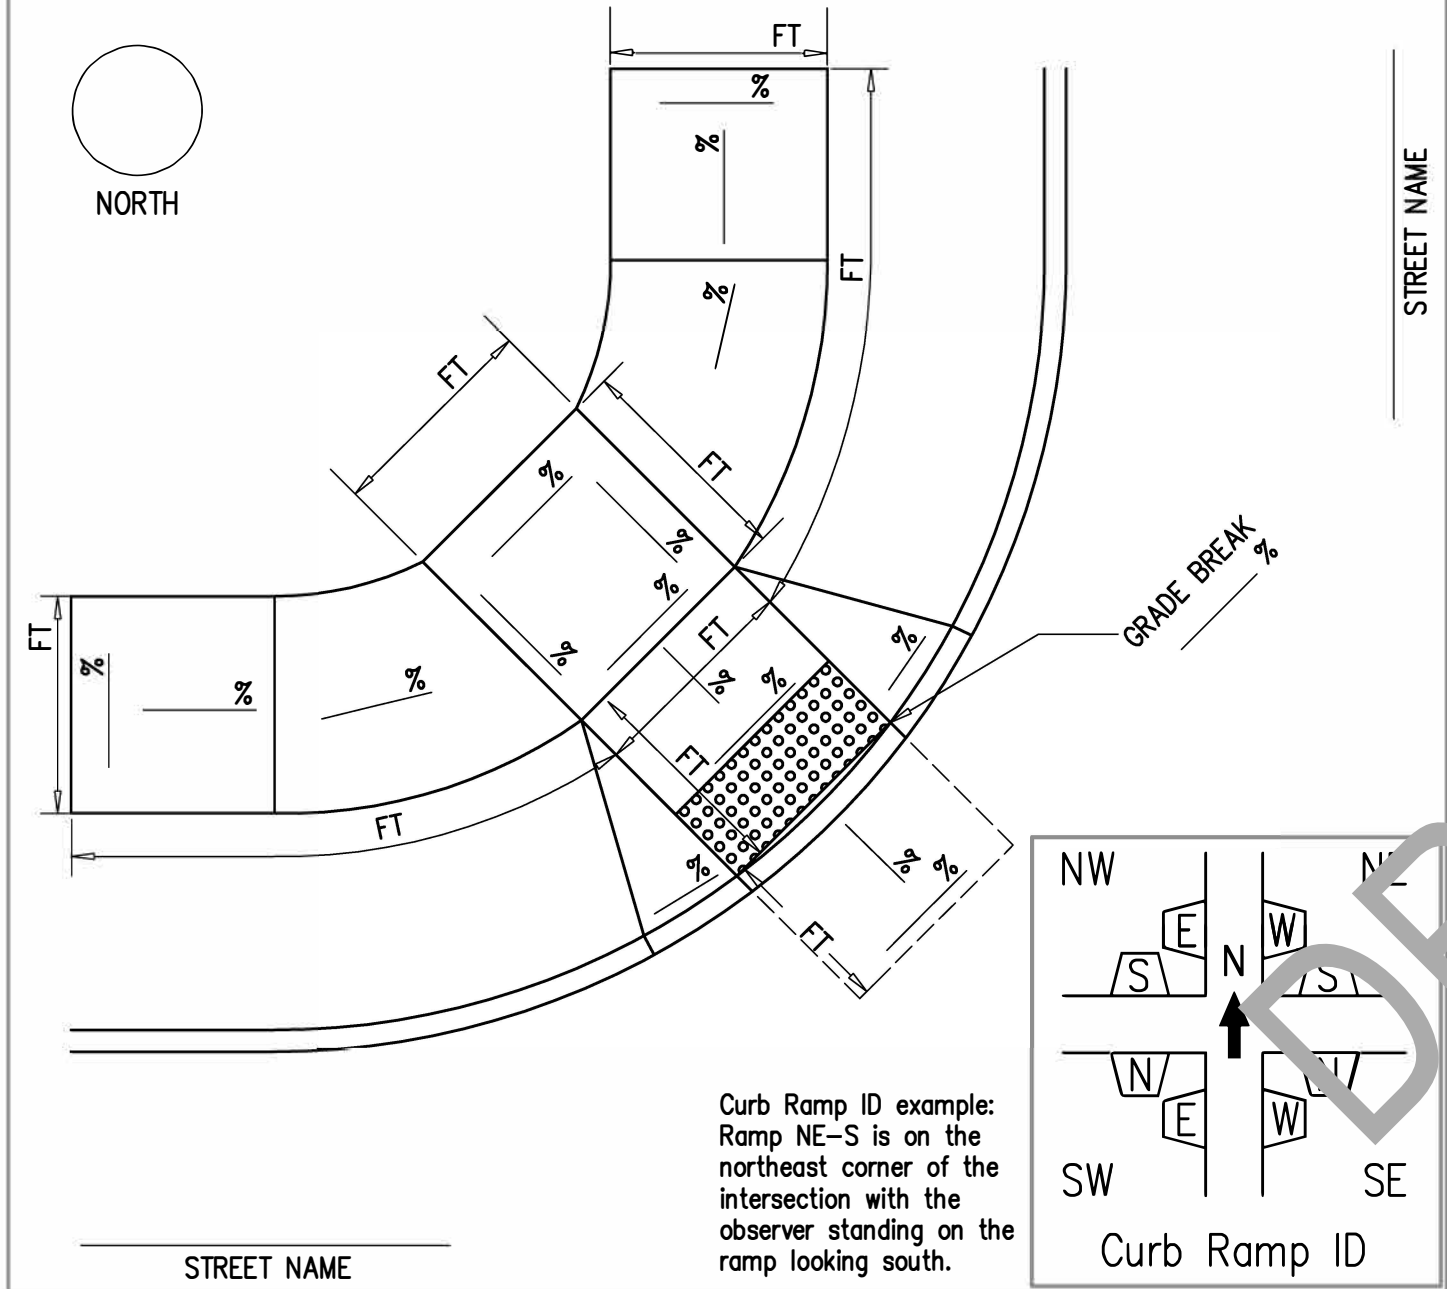 FT
%
%
NORTH
STREET NAME
FT
%
FT
FT
%
%
%
%
GRADE BREAK
%
FT
%
%
%
FT
%
%
%
FT
FT
%
%
%
FT
NW
NE
E
W
S
N
S
N
N
E
W
SW
SE
Curb Ramp ID
Curb Ramp ID example:
Ramp NE-S is on the
northeast corner of the
intersection with the
observer standing on the
ramp looking south.
STREET NAME